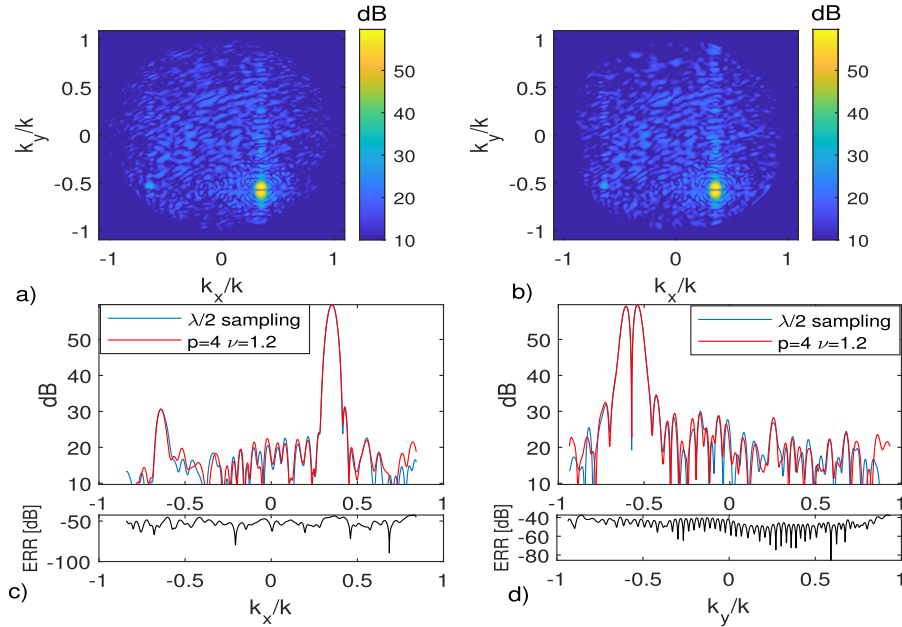 dB
1
0.5
0
-0.5
-1
k_y/k
-1 0 1
k_x/k
50
40
30
20
10
a)
dB
1
0.5
0
-0.5
-1
k_y/k
-1 0 1
k_x/k
50
40
30
20
10
b)
λ/2 sampling
p=4 ν=1.2
50
40
30
20
10
dB
-1 -0.5 0 0.5 1
-50
-100
ERR [dB]
-1 -0.5 0 0.5 1
k_x/k
c)
λ/2 sampling
p=4 ν=1.2
50
40
30
20
10
dB
-1 -0.5 0 0.5 1
-40
-60
-80
ERR [dB]
-1 -0.5 0 0.5 1
k_y/k
d)